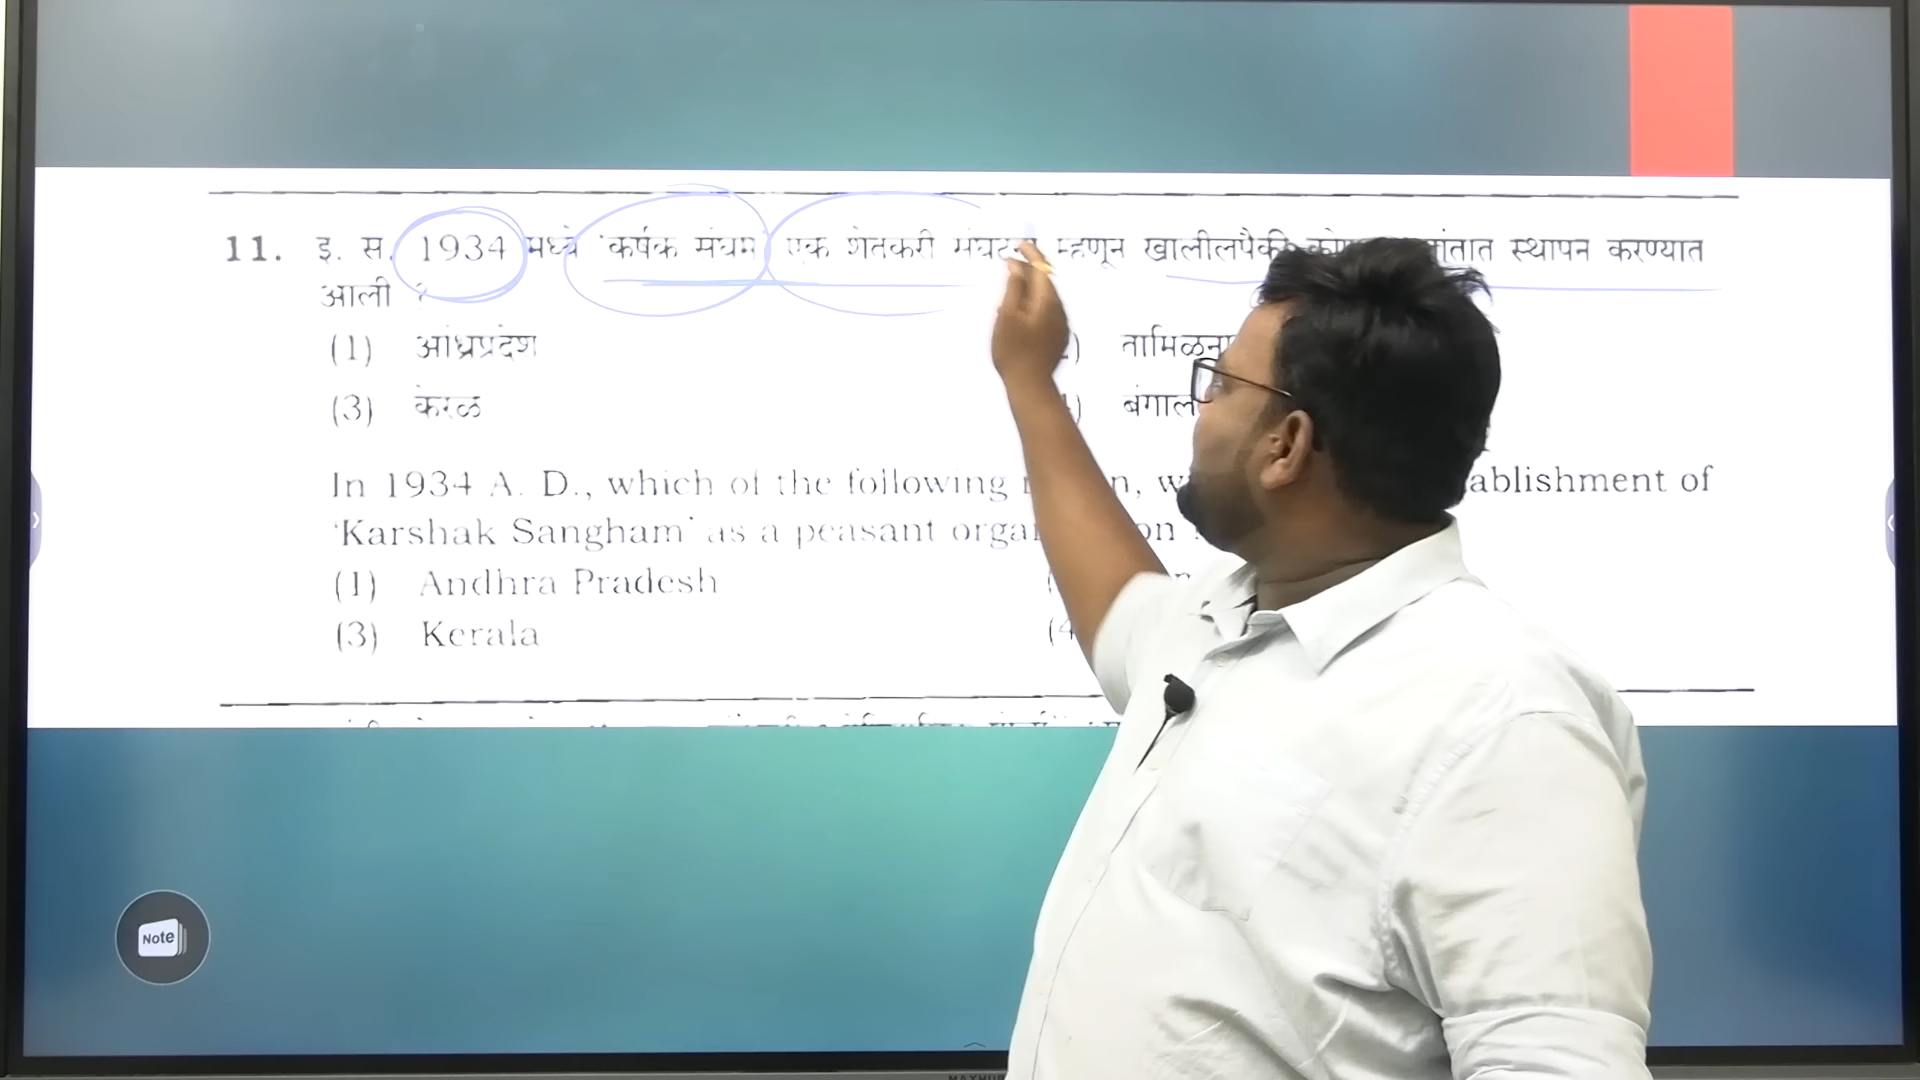 11. इ. स. 1934 मध्ये 'कर्षक संघम' एक शेतकरी संघटना म्हणून खालीलपैकी स्थापन करण्यात
आली ?
(1) आंध्रप्रदेश
(3) केरळ
बंगाल
In 1934 A. D., which of the following
of
'Karshak Sangham' as a peasant
(1) Andhra Pradesh
(3) Kerala
Note